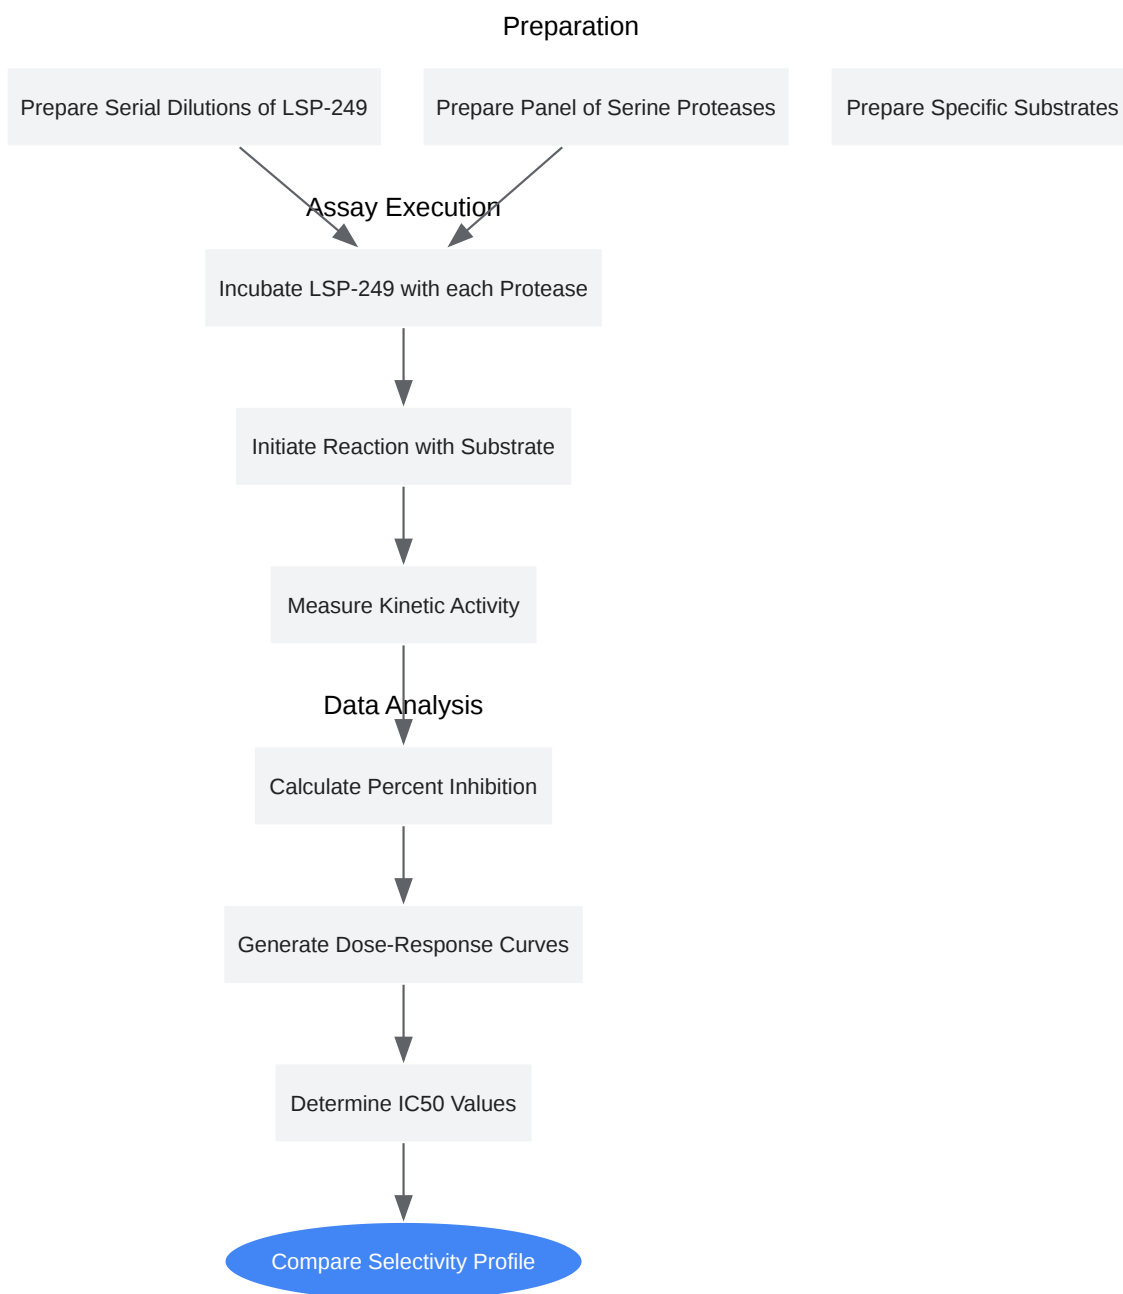 Preparation
Prepare Serial Dilutions of LSP-249
Prepare Panel of Serine Proteases
Prepare Specific Substrates
Assay Execution
Incubate LSP-249 with each Protease
Initiate Reaction with Substrate
Measure Kinetic Activity
Data Analysis
Calculate Percent Inhibition
Generate Dose-Response Curves
Determine IC50 Values
Compare Selectivity Profile